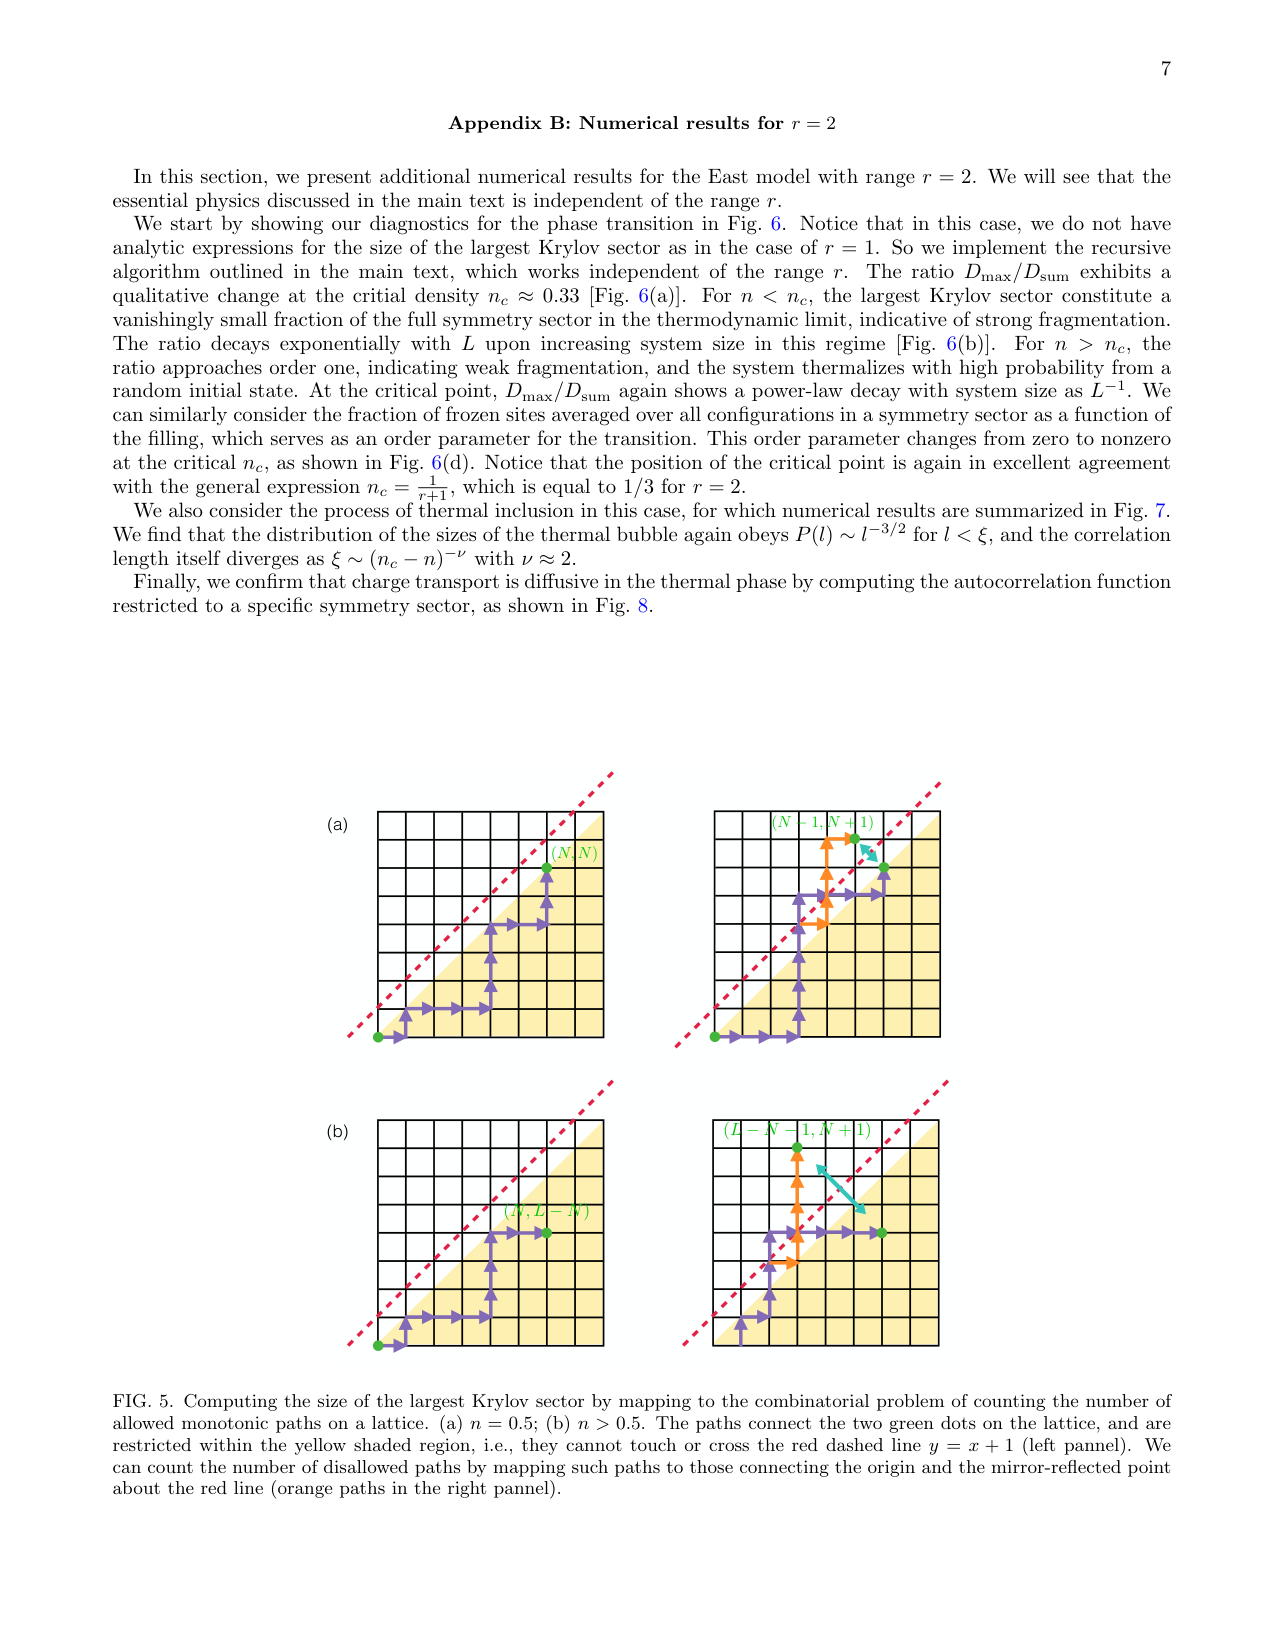 7
Appendix B: Numerical results for r = 2
In this section, we present additional numerical results for the East model with range r = 2. We will see that the
essential physics discussed in the main text is independent of the range r.
We start by showing our diagnostics for the phase transition in Fig. 6. Notice that in this case, we do not have
analytic expressions for the size of the largest Krylov sector as in the case of r = 1. So we implement the recursive
algorithm outlined in the main text, which works independent of the range r. The ratio D_max/D_sum exhibits a
qualitative change at the critial density n_c ≈ 0.33 [Fig. 6(a)]. For n < n_c, the largest Krylov sector constitute a
vanishingly small fraction of the full symmetry sector in the thermodynamic limit, indicative of strong fragmentation.
The ratio decays exponentially with L upon increasing system size in this regime [Fig. 6(b)]. For n > n_c, the
ratio approaches order one, indicating weak fragmentation, and the system thermalizes with high probability from a
random initial state. At the critical point, D_max/D_sum again shows a power-law decay with system size as L^{-1}. We
can similarly consider the fraction of frozen sites averaged over all configurations in a symmetry sector as a function of
the filling, which serves as an order parameter for the transition. This order parameter changes from zero to nonzero
at the critical n_c, as shown in Fig. 6(d). Notice that the position of the critical point is again in excellent agreement
with the general expression n_c = 1/(r+1), which is equal to 1/3 for r = 2.
We also consider the process of thermal inclusion in this case, for which numerical results are summarized in Fig. 7.
We find that the distribution of the sizes of the thermal bubble again obeys P(l) ∼ l^{-3/2} for l < ξ, and the correlation
length itself diverges as ξ ∼ (n_c − n)^{-ν} with ν ≈ 2.
Finally, we confirm that charge transport is diffusive in the thermal phase by computing the autocorrelation function
restricted to a specific symmetry sector, as shown in Fig. 8.
(a)
(N, N)
(N − 1, N + 1)
(b)
(N, L − N)
(L − N − 1, N + 1)
FIG. 5. Computing the size of the largest Krylov sector by mapping to the combinatorial problem of counting the number of
allowed monotonic paths on a lattice. (a) n = 0.5; (b) n > 0.5. The paths connect the two green dots on the lattice, and are
restricted within the yellow shaded region, i.e., they cannot touch or cross the red dashed line y = x + 1 (left pannel). We
can count the number of disallowed paths by mapping such paths to those connecting the origin and the mirror-reflected point
about the red line (orange paths in the right pannel).